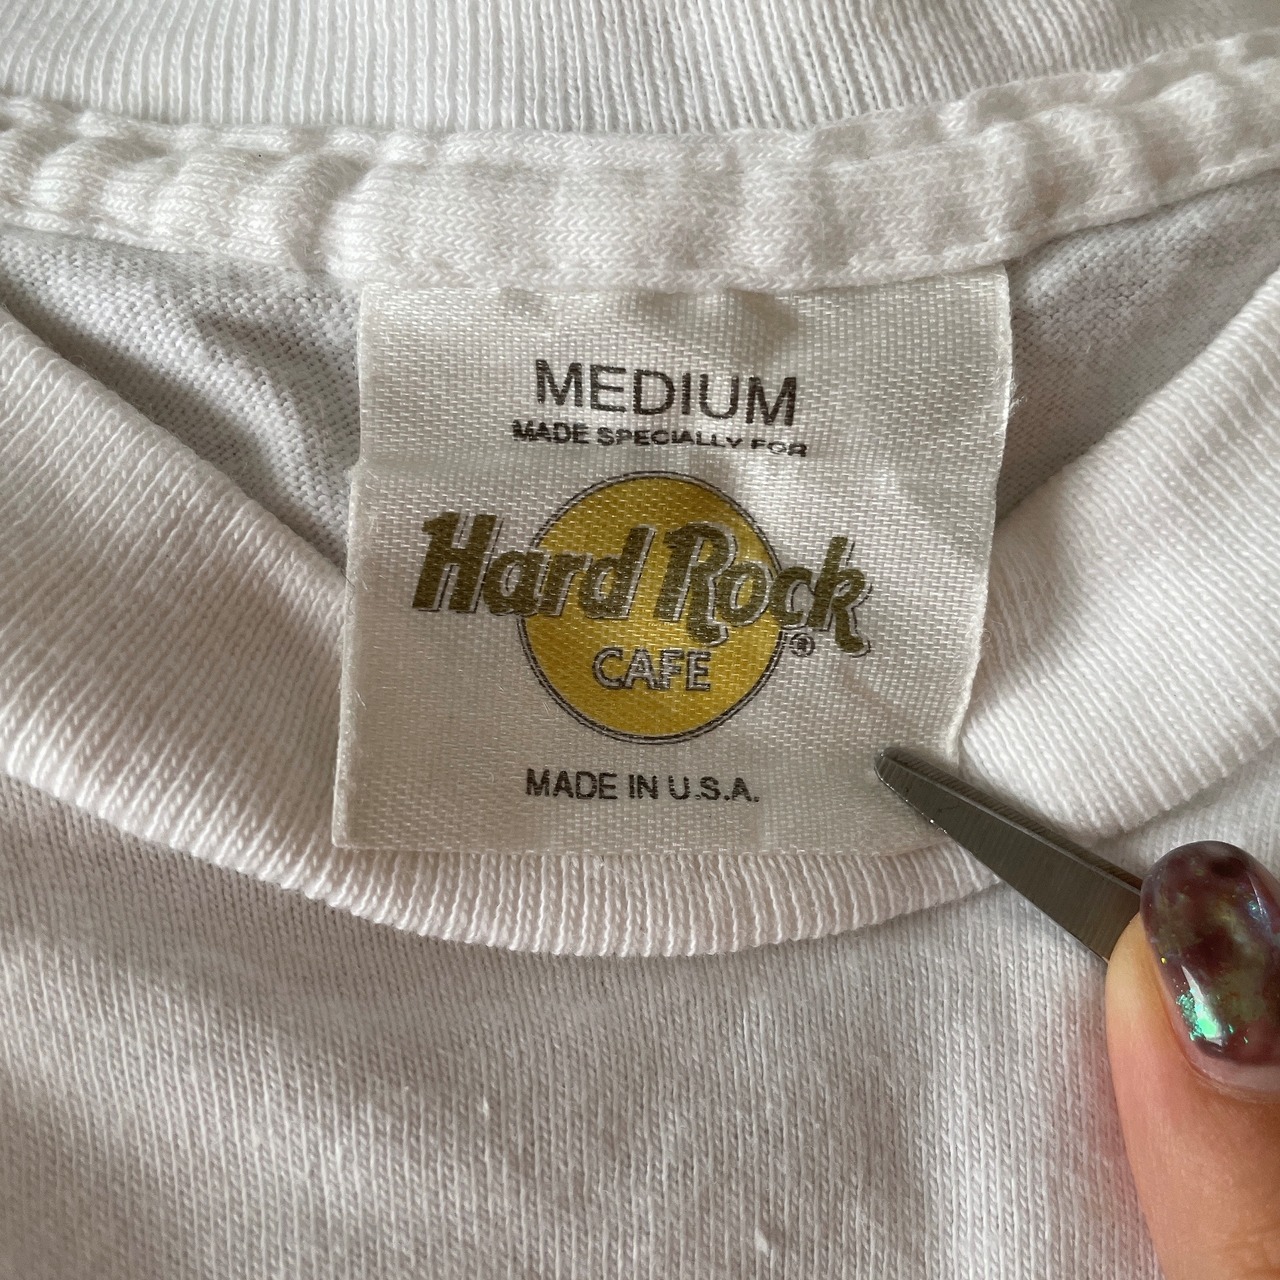 MEDIUM
MADE SPECIALLY FOR
Hard Rock
CAFE
®
MADE IN U.S.A.